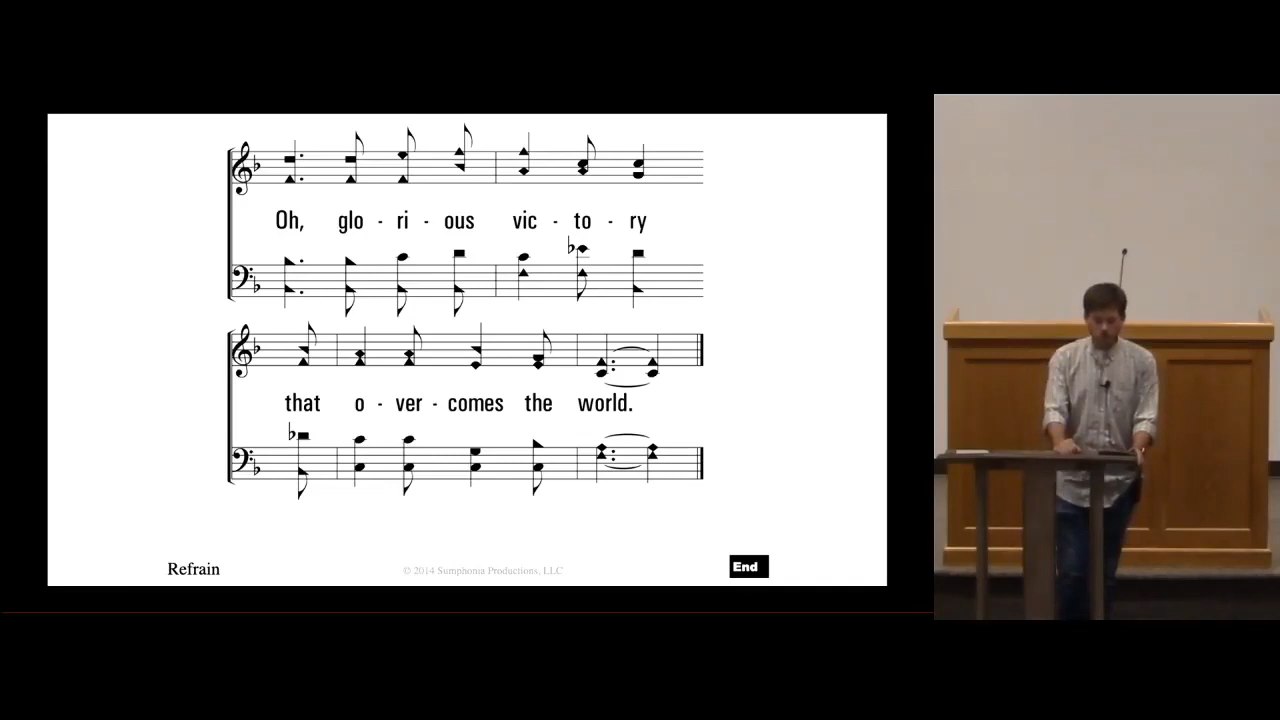 Oh, glo - ri - ous vic - to - ry
that o - ver - comes the world.
Refrain
© 2014 Sumphonia Productions, LLC
End